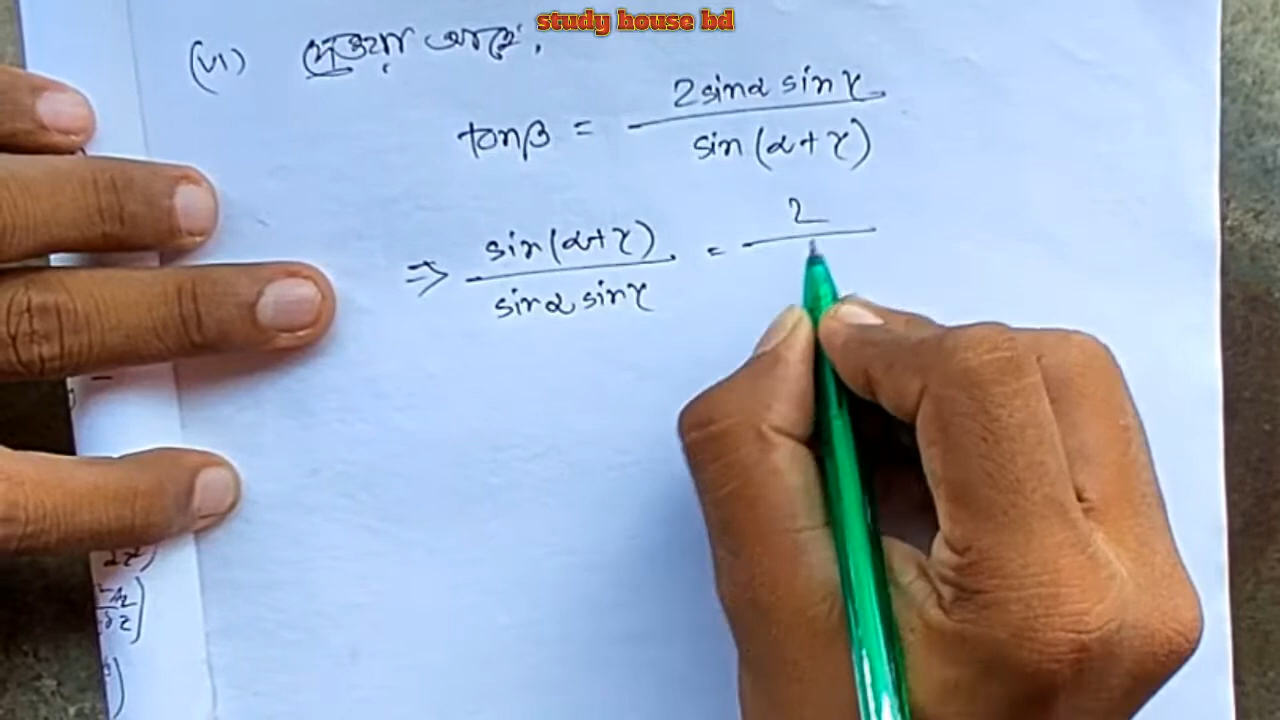 study house bd
(vi) দেওয়া আছে,
tanβ = 2sinα sinγ / sin(α+γ)
⇒ sin(α+γ) / sinα sinγ = 2 /